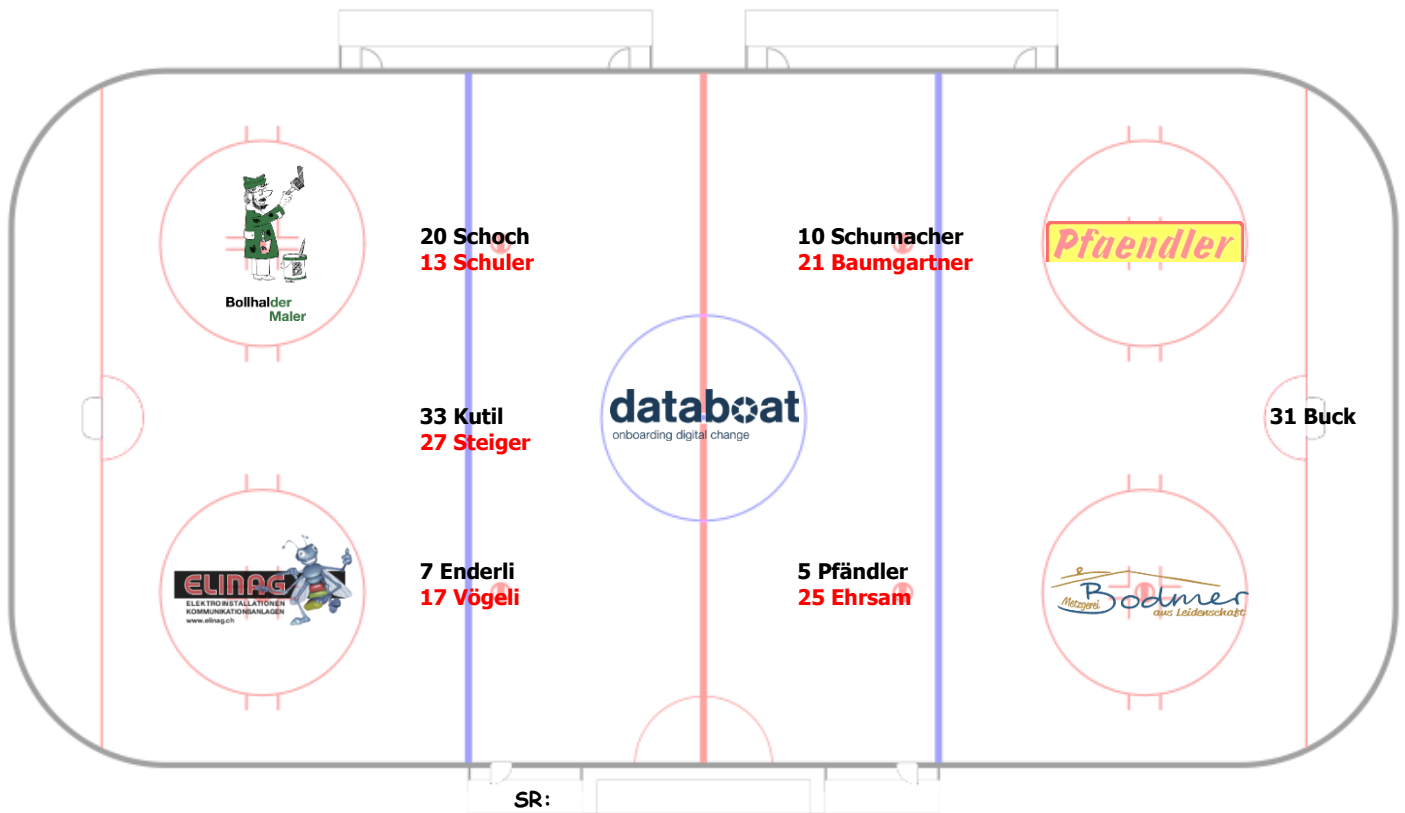 20 Schoch
13 Schuler
10 Schumacher
21 Baumgartner
Pfaendler
Bollhalder
Maler
33 Kutil
27 Steiger
databoat
onboarding digital change
31 Buck
7 Enderli
17 Vögeli
5 Pfändler
25 Ehrsam
ELINAG
ELEKTROINSTALLATIONEN
KOMMUNIKATIONSANLAGEN
www.elinag.ch
Metzgerei Bodmer
aus Leidenschaft
SR: